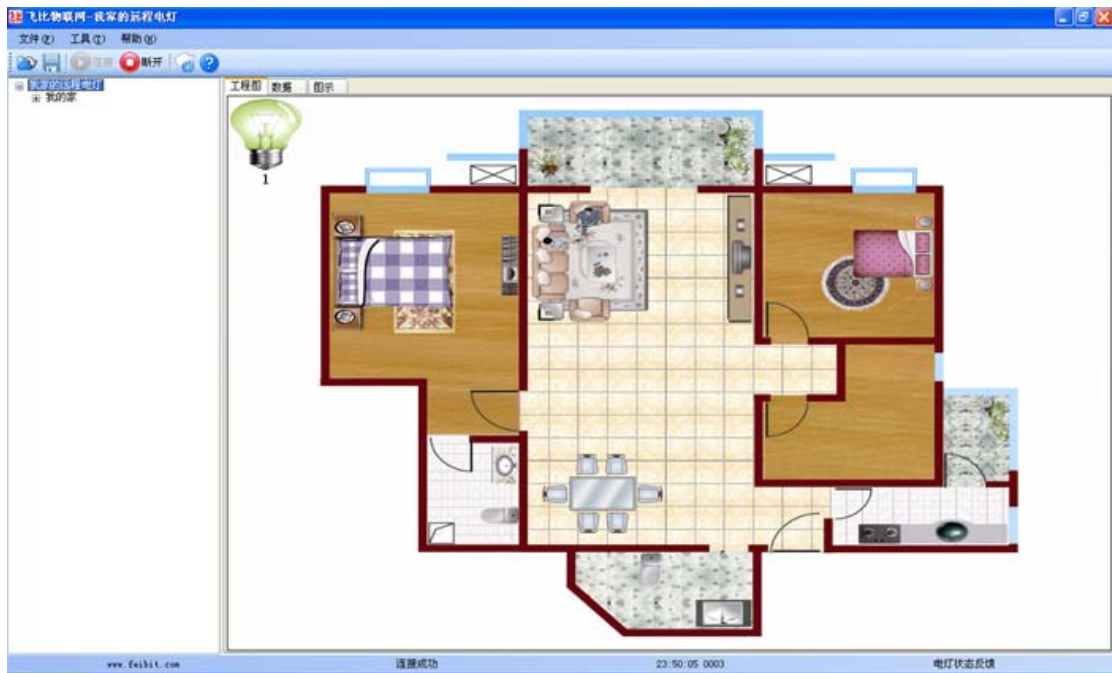 飞比物联网-我家的远程电灯
文件(F) 工具(T) 帮助(H)
连接 断开
我家的远程电灯
我的家
工程图 数据 图示
1
www.feibit.com 连接成功 23:50:05 0003 电灯状态反馈